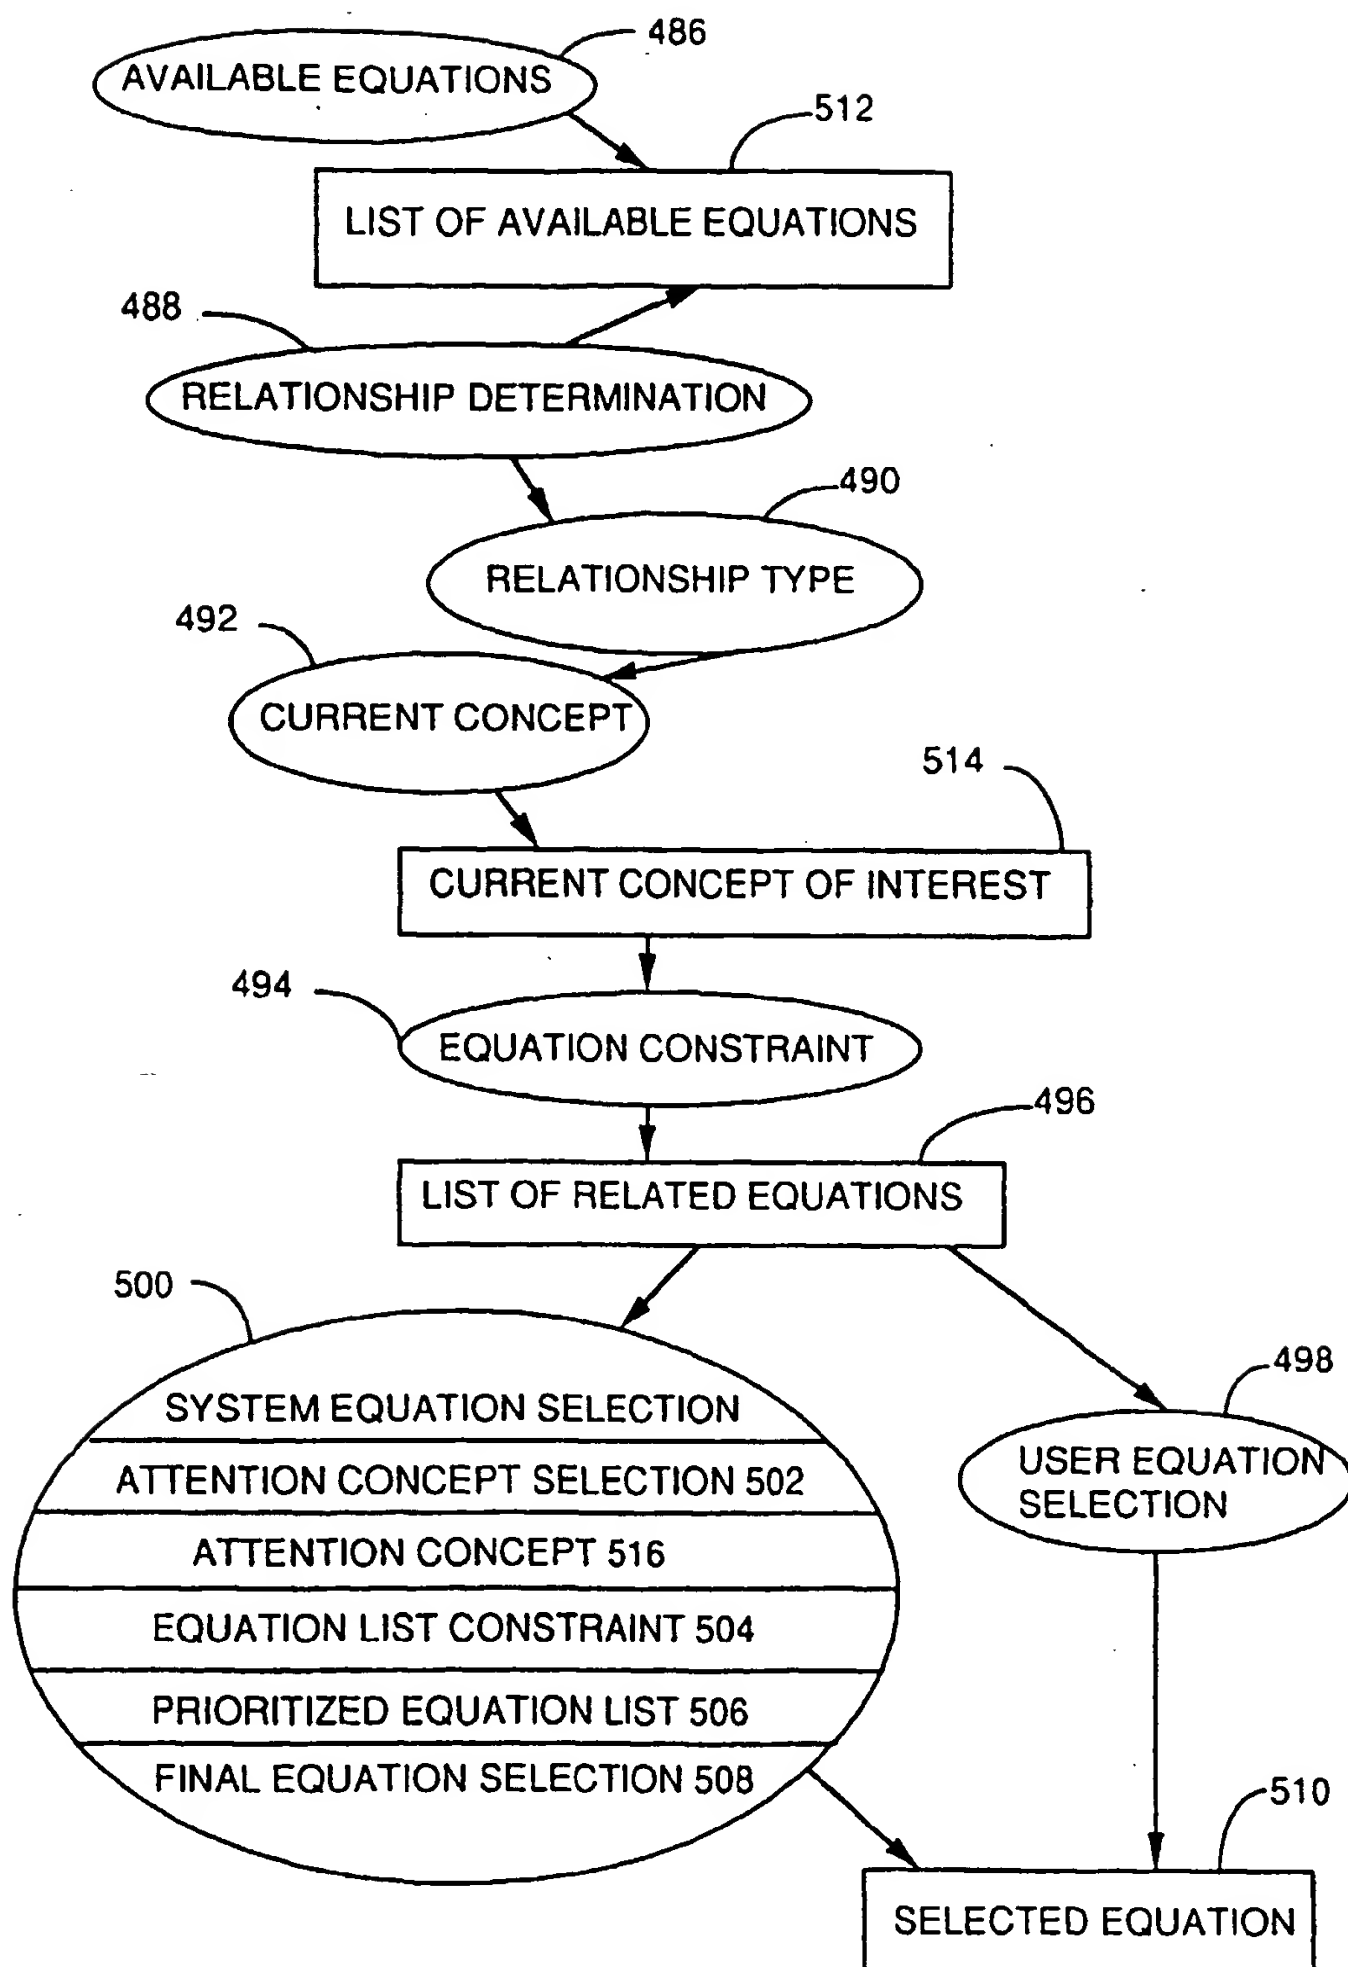 486
AVAILABLE EQUATIONS
512
LIST OF AVAILABLE EQUATIONS
488
RELATIONSHIP DETERMINATION
490
RELATIONSHIP TYPE
492
CURRENT CONCEPT
514
CURRENT CONCEPT OF INTEREST
494
EQUATION CONSTRAINT
496
LIST OF RELATED EQUATIONS
500
SYSTEM EQUATION SELECTION
ATTENTION CONCEPT SELECTION 502
ATTENTION CONCEPT 516
EQUATION LIST CONSTRAINT 504
PRIORITIZED EQUATION LIST 506
FINAL EQUATION SELECTION 508
498
USER EQUATION
SELECTION
510
SELECTED EQUATION